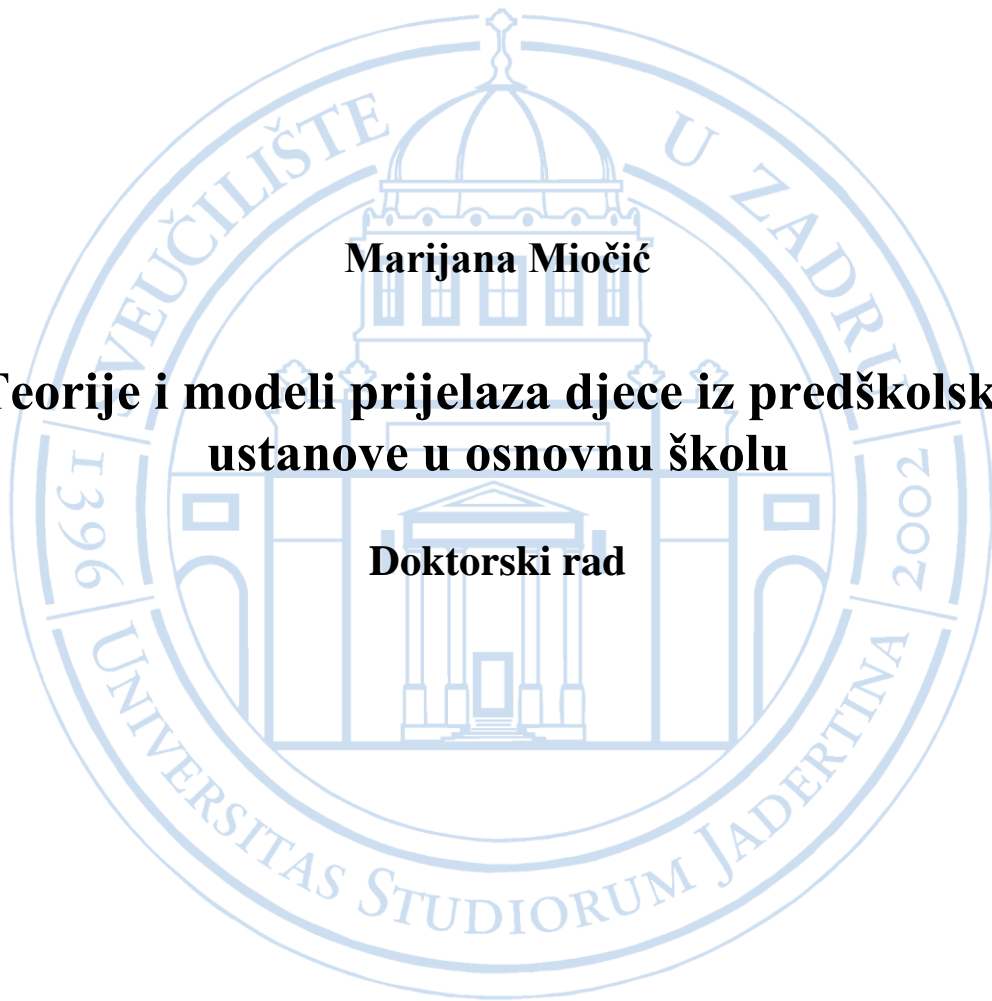 SVEUČILIŠTE U ZADRU
Marijana Miočić
Teorije i modeli prijelaza djece iz predškolsk
ustanove u osnovnu školu
Doktorski rad
1396
2002
UNIVERSITAS STUDIORUM JADERTINA